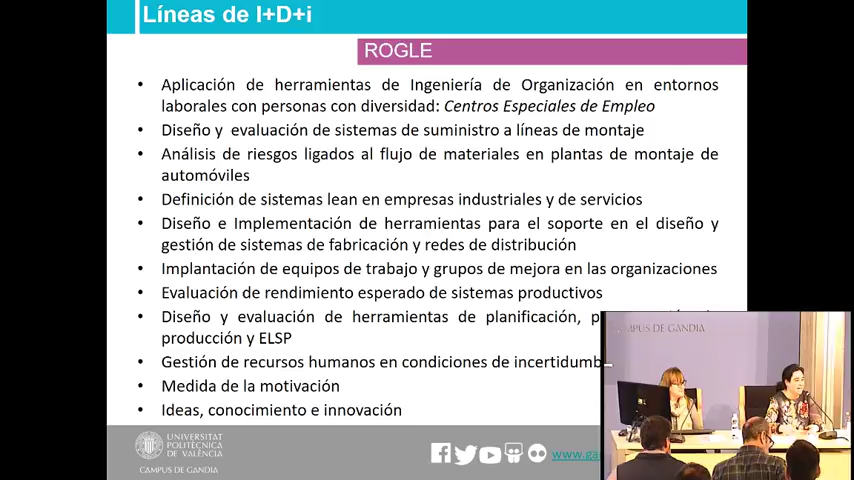 Líneas de I+D+i
ROGLE
• Aplicación de herramientas de Ingeniería de Organización en entornos
laborales con personas con diversidad: Centros Especiales de Empleo
• Diseño y evaluación de sistemas de suministro a líneas de montaje
• Análisis de riesgos ligados al flujo de materiales en plantas de montaje de
automóviles
• Definición de sistemas lean en empresas industriales y de servicios
• Diseño e Implementación de herramientas para el soporte en el diseño y
gestión de sistemas de fabricación y redes de distribución
• Implantación de equipos de trabajo y grupos de mejora en las organizaciones
• Evaluación de rendimiento esperado de sistemas productivos
• Diseño y evaluación de herramientas de planificación,
producción y ELSP
• Gestión de recursos humanos en condiciones de
• Medida de la motivación
• Ideas, conocimiento e innovación
CAMPUS DE GANDIA
UNIVERSITAT
POLITÈCNICA
DE VALÈNCIA
CAMPUS DE GANDIA